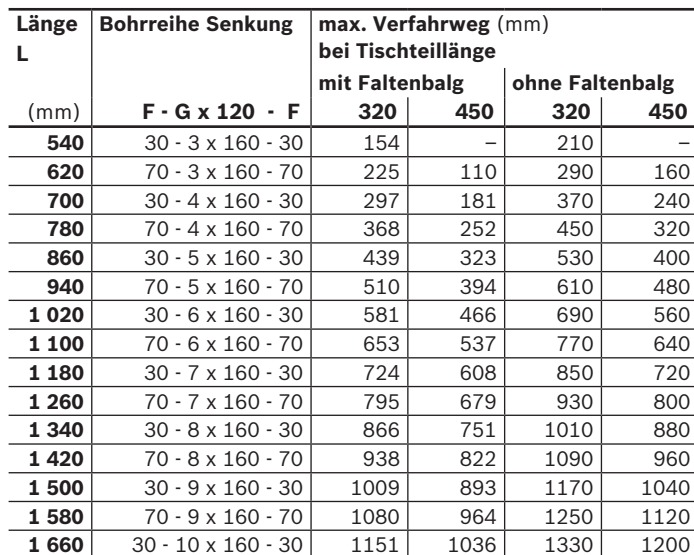 Länge Bohrreihe Senkung max. Verfahrweg (mm)
L bei Tischteillänge
mit Faltenbalg ohne Faltenbalg
(mm) F - G x 120 - F 320 450 320 450
540 30 - 3 x 160 - 30 154 – 210 –
620 70 - 3 x 160 - 70 225 110 290 160
700 30 - 4 x 160 - 30 297 181 370 240
780 70 - 4 x 160 - 70 368 252 450 320
860 30 - 5 x 160 - 30 439 323 530 400
940 70 - 5 x 160 - 70 510 394 610 480
1 020 30 - 6 x 160 - 30 581 466 690 560
1 100 70 - 6 x 160 - 70 653 537 770 640
1 180 30 - 7 x 160 - 30 724 608 850 720
1 260 70 - 7 x 160 - 70 795 679 930 800
1 340 30 - 8 x 160 - 30 866 751 1010 880
1 420 70 - 8 x 160 - 70 938 822 1090 960
1 500 30 - 9 x 160 - 30 1009 893 1170 1040
1 580 70 - 9 x 160 - 70 1080 964 1250 1120
1 660 30 - 10 x 160 - 30 1151 1036 1330 1200